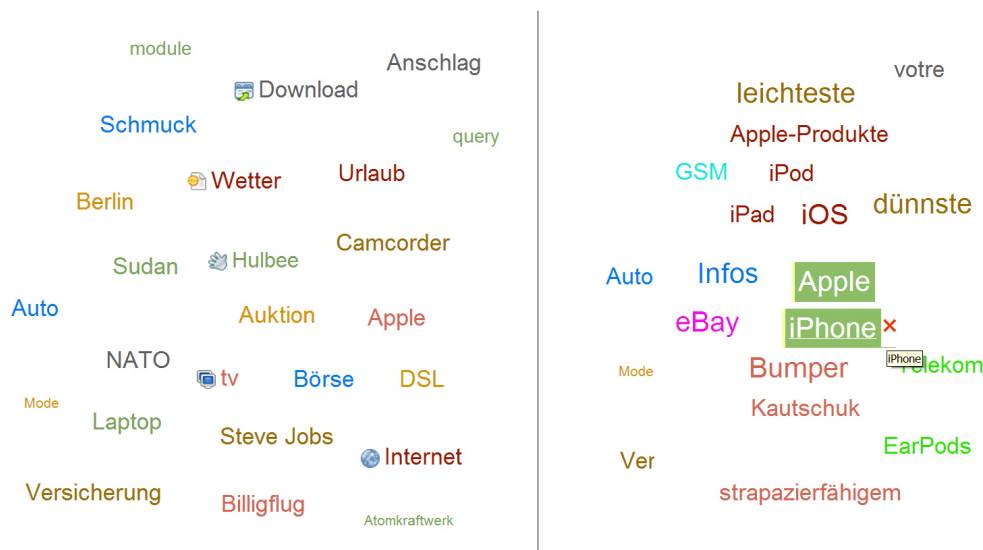 module
Anschlag
Download
Schmuck
query
Wetter
Urlaub
Berlin
Camcorder
Sudan
Hulbee
Auto
Auktion
Apple
NATO
tv
Börse
DSL
Mode
Laptop
Steve Jobs
Internet
Versicherung
Billigflug
Atomkraftwerk
votre
leichteste
Apple-Produkte
GSM
iPod
dünnste
iPad
iOS
Auto
Infos
Apple
eBay
iPhone
iPhone
Telekom
Mode
Bumper
Kautschuk
EarPods
Ver
strapazierfähigem